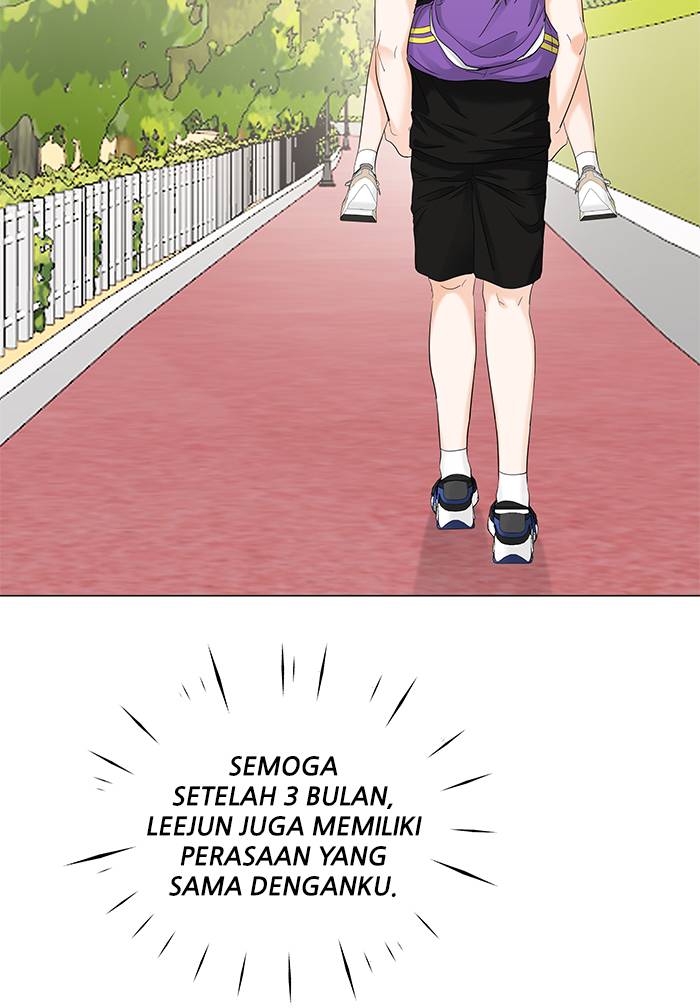 SEMOGA
SETELAH 3 BULAN,
LEEJUN JUGA MEMILIKI
PERASAAN YANG
SAMA DENGANKU.